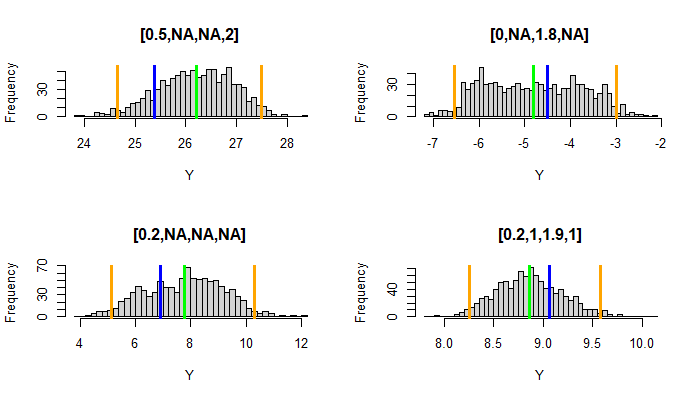 [0.5,NA,NA,2]
Frequency
0 30
24 25 26 27 28
Y
[0,NA,1.8,NA]
Frequency
0 30
-7 -6 -5 -4 -3 -2
Y
[0.2,NA,NA,NA]
Frequency
0 30 70
4 6 8 10 12
Y
[0.2,1,1.9,1]
Frequency
0 40
8.0 8.5 9.0 9.5 10.0
Y